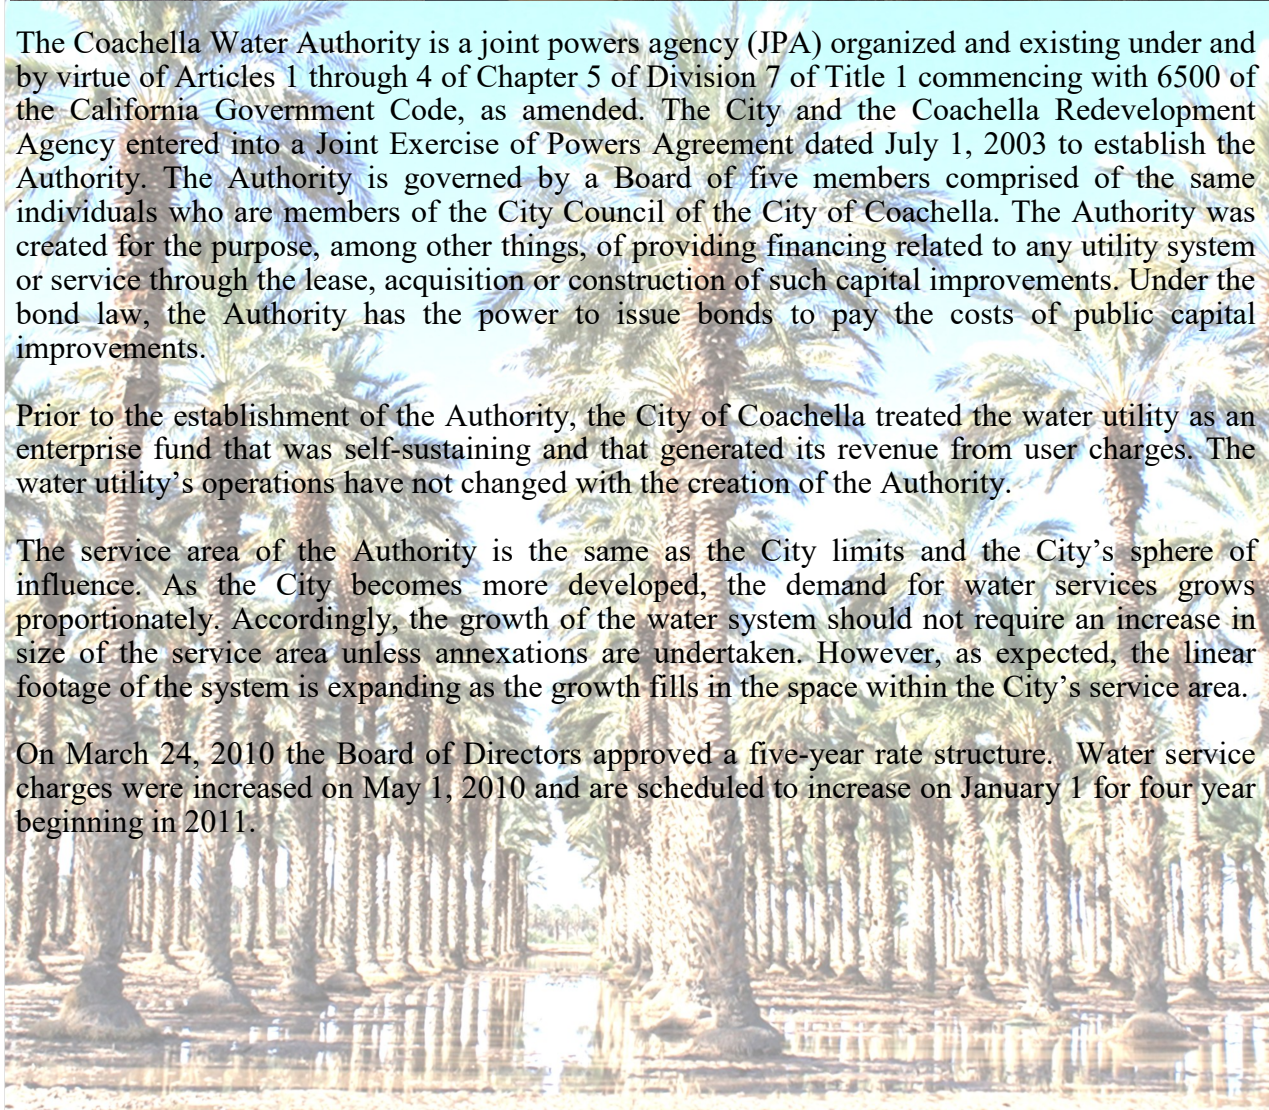 The Coachella Water Authority is a joint powers agency (JPA) organized and existing under and
by virtue of Articles 1 through 4 of Chapter 5 of Division 7 of Title 1 commencing with 6500 of
the California Government Code, as amended. The City and the Coachella Redevelopment
Agency entered into a Joint Exercise of Powers Agreement dated July 1, 2003 to establish the
Authority. The Authority is governed by a Board of five members comprised of the same
individuals who are members of the City Council of the City of Coachella. The Authority was
created for the purpose, among other things, of providing financing related to any utility system
or service through the lease, acquisition or construction of such capital improvements. Under the
bond law, the Authority has the power to issue bonds to pay the costs of public capital
improvements.
Prior to the establishment of the Authority, the City of Coachella treated the water utility as an
enterprise fund that was self-sustaining and that generated its revenue from user charges. The
water utility’s operations have not changed with the creation of the Authority.
The service area of the Authority is the same as the City limits and the City’s sphere of
influence. As the City becomes more developed, the demand for water services grows
proportionately. Accordingly, the growth of the water system should not require an increase in
size of the service area unless annexations are undertaken. However, as expected, the linear
footage of the system is expanding as the growth fills in the space within the City’s service area.
On March 24, 2010 the Board of Directors approved a five-year rate structure.  Water service
charges were increased on May 1, 2010 and are scheduled to increase on January 1 for four year
beginning in 2011.